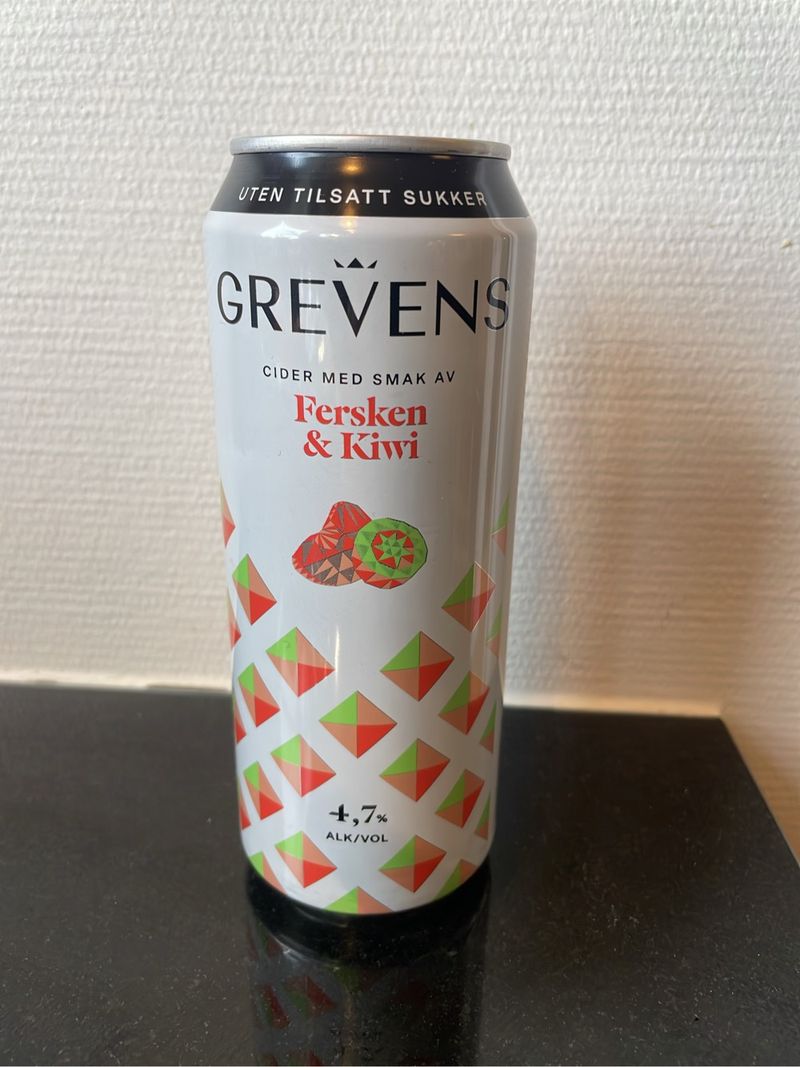 UTEN TILSATT SUKKER
GREVENS
CIDER MED SMAK AV
Fersken
& Kiwi
4,7%
ALK/VOL